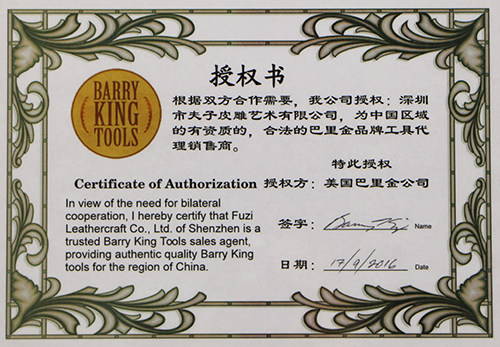 BARRY
KING
TOOLS
授权书
根据双方合作需要，我公司授权：深圳
市夫子皮雕艺术有限公司，为中国区域
的有资质的，合法的巴里金品牌工具代
理销售商。
特此授权
Certificate of Authorization
授权方：美国巴里金公司
In view of the need for bilateral
cooperation, I hereby certify that Fuzi
Leathercraft Co., Ltd. of Shenzhen is a
trusted Barry King Tools sales agent,
providing authentic quality Barry King
tools for the region of China.
签字：Barry King Name
日期：17/9/2016 Date